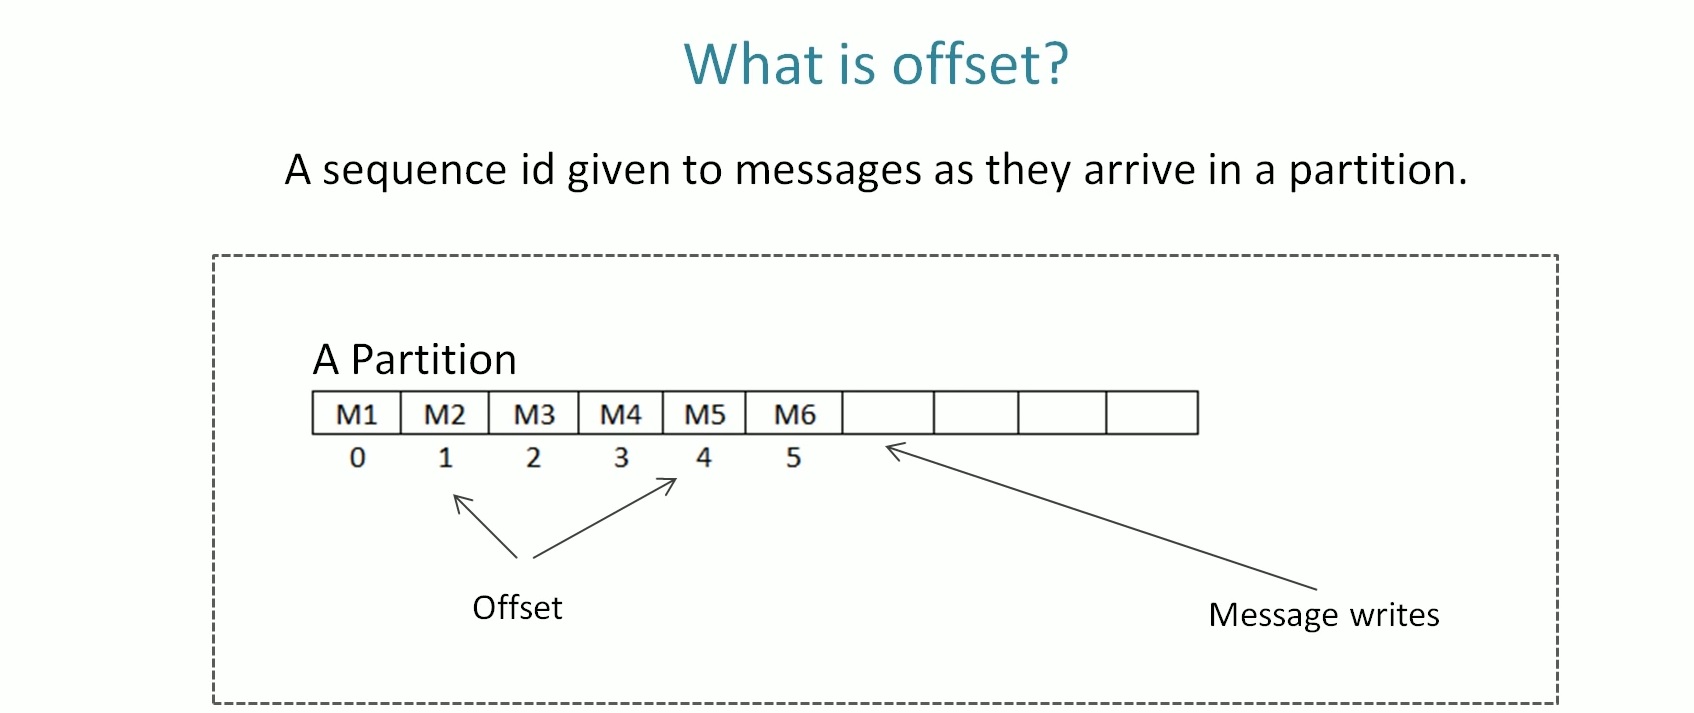 What is offset?
A sequence id given to messages as they arrive in a partition.
A Partition
M1 M2 M3 M4 M5 M6
0 1 2 3 4 5
Offset
Message writes